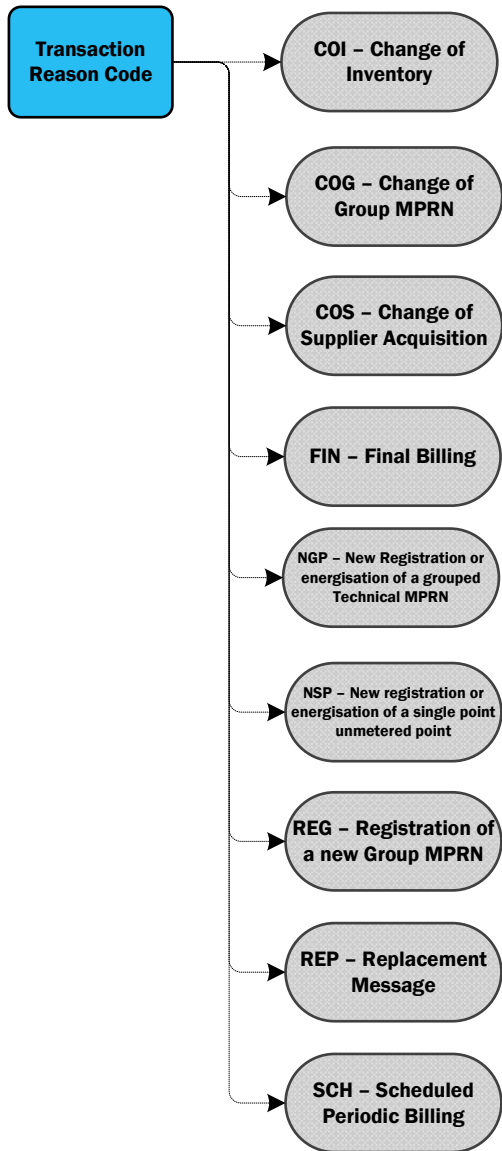 Transaction
Reason Code
COI – Change of
Inventory
COG – Change of
Group MPRN
COS – Change of
Supplier Acquisition
FIN – Final Billing
NGP – New Registration or
energisation of a grouped
Technical MPRN
NSP – New registration or
energisation of a single point
unmetered point
REG – Registration of
a new Group MPRN
REP – Replacement
Message
SCH – Scheduled
Periodic Billing